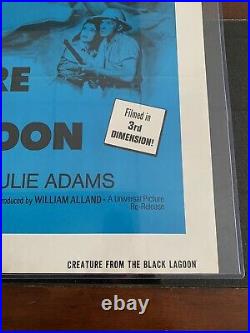 RE
Filmed in
3rd
DIMENSION!
OON
ULIE ADAMS
produced by WILLIAM ALLAND · A Universal Picture
Re-Release
CREATURE FROM THE BLACK LAGOON